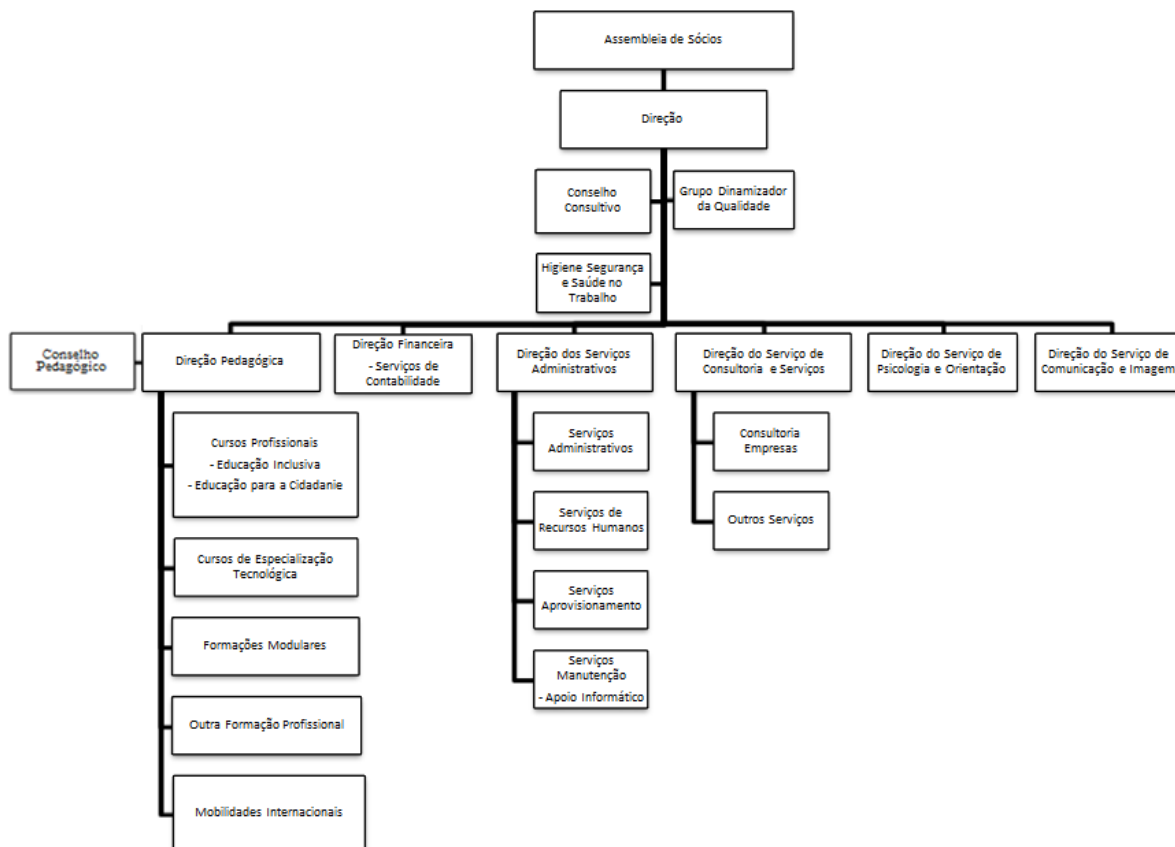 Assembleia de Sócios
Direção
Conselho
Consultivo
Grupo Dinamizador
da Qualidade
Higiene Segurança
e Saúde no
Trabalho
Conselho
Pedagógico
Direção Pedagógica
Direção Financeira
- Serviços de
Contabilidade
Direção dos Serviços
Administrativos
Direção do Serviço de
Consultoria e Serviços
Direção do Serviço de
Psicologia e Orientação
Direção do Serviço de
Comunicação e Imagem
Cursos Profissionais
- Educação Inclusiva
- Educação para a Cidadanie
Cursos de Especialização
Tecnológica
Formações Modulares
Outra Formação Profissional
Mobilidades Internacionais
Serviços
Administrativos
Serviços de
Recursos Humanos
Serviços
Aprovisionamento
Serviços
Manutenção
- Apoio Informático
Consultoria
Empresas
Outros Serviços